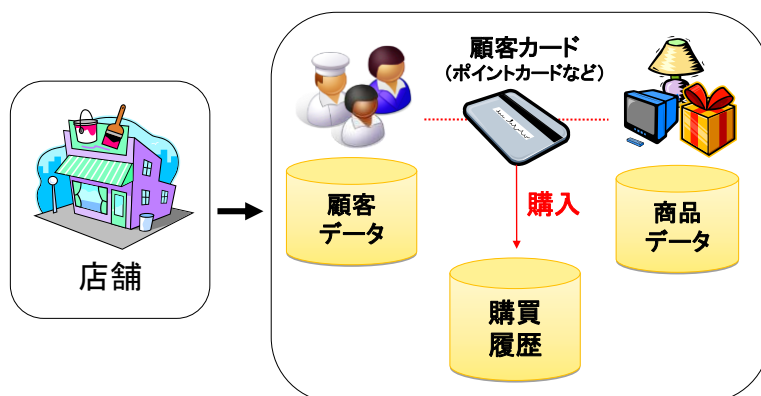 顧客カード
（ポイントカードなど）
店舗
顧客
データ
購入
商品
データ
購買
履歴